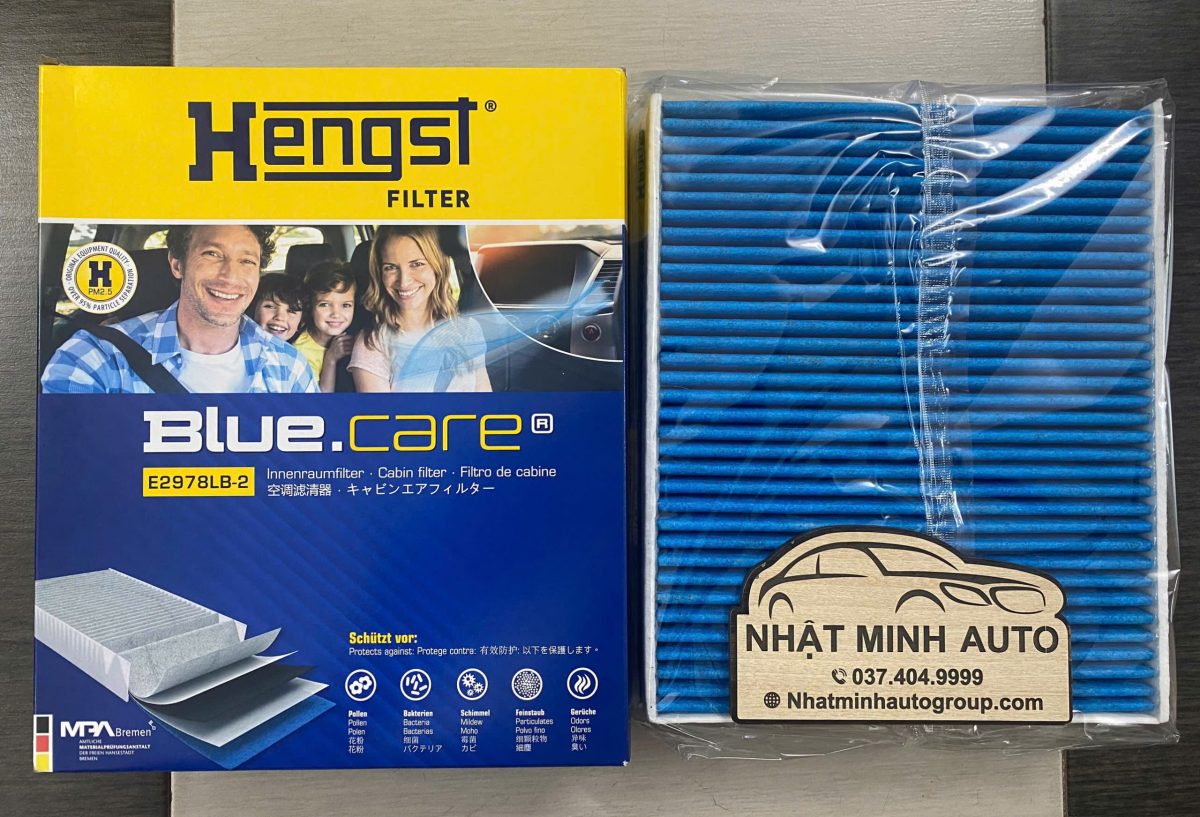 Hengst®
FILTER
ORIGINAL EQUIPMENT QUALITY
H
PM2.5
OVER 95% PARTICLE SEPARATION
Blue.care®
E2978LB-2
Innenraumfilter · Cabin filter · Filtro de cabine
空调滤清器 · キャビンエアフィルター
Schützt vor:
Protects against: Protege contra: 有效防护: 以下を保護します。
Pollen Bakterien Schimmel Feinstaub Gerüche
Pollen Bacteria Mildew Particulates Odors
Polen Bacterias Moho Polvo fino Olores
花粉 细菌 霉菌 细颗粒物 异味
花粉 バクテリア カビ 細塵 臭い
MPA Bremen
AMTLICHE
MATERIALPRÜFUNGSANSTALT
DER FREIEN HANSESTADT
BREMEN
NHẬT MINH AUTO
037.404.9999
Nhatminhautogroup.com